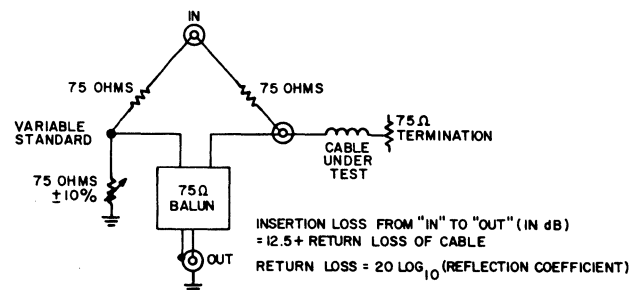 IN
75 OHMS
75 OHMS
VARIABLE
STANDARD
75Ω
TERMINATION
CABLE
UNDER
TEST
75 OHMS
±10%
75Ω
BALUN
OUT
INSERTION LOSS FROM "IN" TO "OUT" (IN dB)
=12.5+ RETURN LOSS OF CABLE
RETURN LOSS = 20 LOG10 (REFLECTION COEFFICIENT)